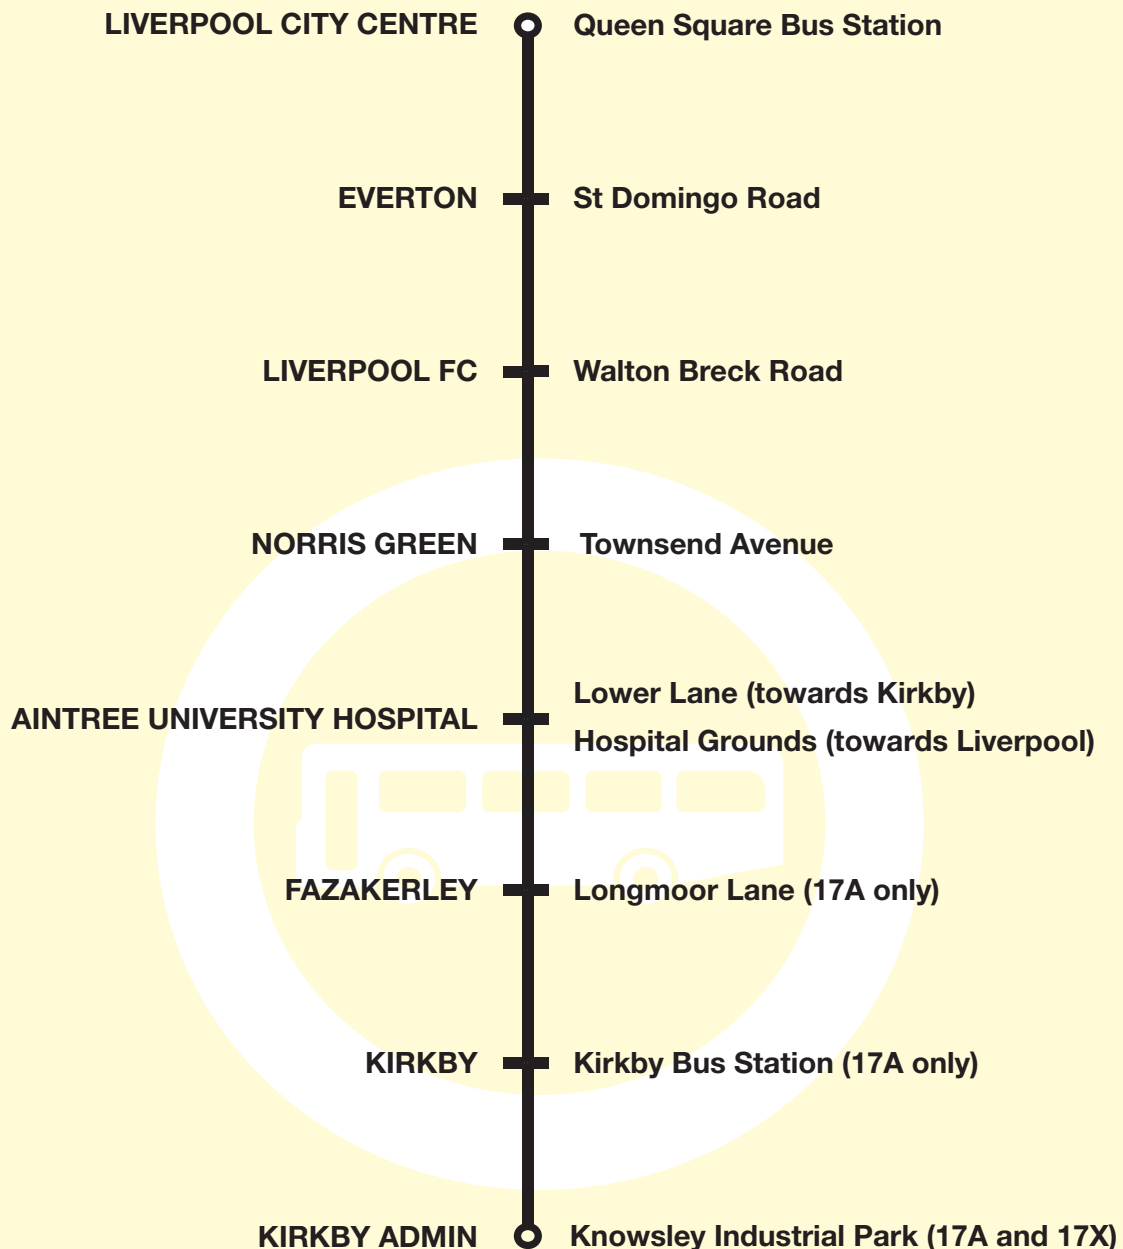 LIVERPOOL CITY CENTRE Queen Square Bus Station
EVERTON St Domingo Road
LIVERPOOL FC Walton Breck Road
NORRIS GREEN Townsend Avenue
AINTREE UNIVERSITY HOSPITAL
Lower Lane (towards Kirkby)
Hospital Grounds (towards Liverpool)
FAZAKERLEY Longmoor Lane (17A only)
KIRKBY Kirkby Bus Station (17A only)
KIRKBY ADMIN Knowsley Industrial Park (17A and 17X)